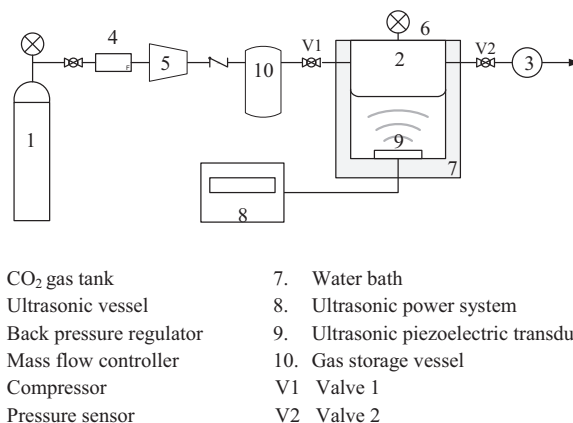 4
6
V1
V2
5
10
2
3
1
9
7
8
CO₂ gas tank
Ultrasonic vessel
Back pressure regulator
Mass flow controller
Compressor
Pressure sensor
7. Water bath
8. Ultrasonic power system
9. Ultrasonic piezoelectric transdu
10. Gas storage vessel
V1 Valve 1
V2 Valve 2